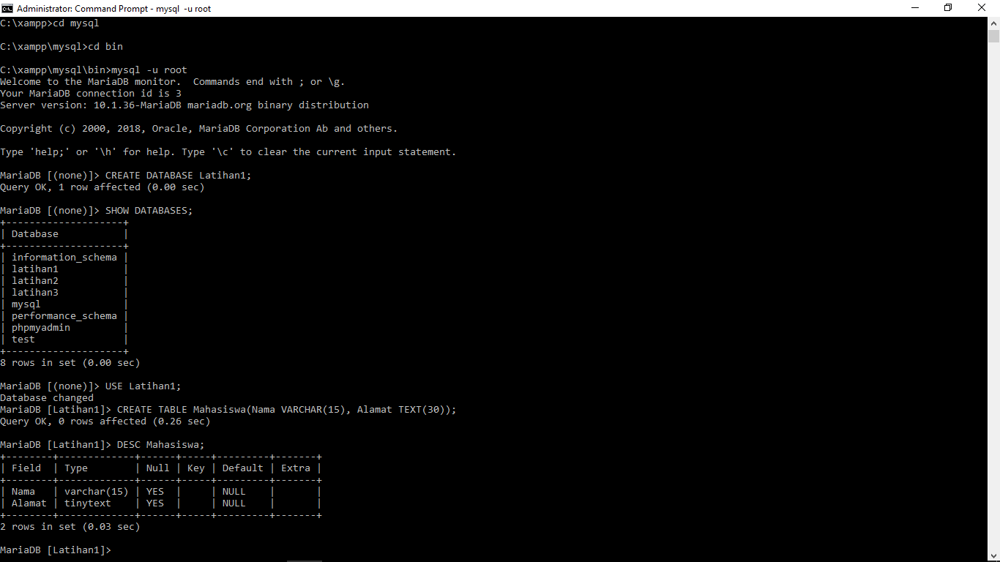 Administrator: Command Prompt - mysql  -u root
C:\xampp>cd mysql
C:\xampp\mysql>cd bin
C:\xampp\mysql\bin>mysql -u root
Welcome to the MariaDB monitor.  Commands end with ; or \g.
Your MariaDB connection id is 3
Server version: 10.1.36-MariaDB mariadb.org binary distribution
Copyright (c) 2000, 2018, Oracle, MariaDB Corporation Ab and others.
Type 'help;' or '\h' for help. Type '\c' to clear the current input statement.
MariaDB [(none)]> CREATE DATABASE Latihan1;
Query OK, 1 row affected (0.00 sec)
MariaDB [(none)]> SHOW DATABASES;
+--------------------+
| Database           |
+--------------------+
| information_schema |
| latihan1           |
| latihan2           |
| latihan3           |
| mysql              |
| performance_schema |
| phpmyadmin         |
| test               |
+--------------------+
8 rows in set (0.00 sec)
MariaDB [(none)]> USE Latihan1;
Database changed
MariaDB [Latihan1]> CREATE TABLE Mahasiswa(Nama VARCHAR(15), Alamat TEXT(30));
Query OK, 0 rows affected (0.26 sec)
MariaDB [Latihan1]> DESC Mahasiswa;
+--------+-------------+------+-----+---------+-------+
| Field  | Type        | Null | Key | Default | Extra |
+--------+-------------+------+-----+---------+-------+
| Nama   | varchar(15) | YES  |     | NULL    |       |
| Alamat | tinytext    | YES  |     | NULL    |       |
+--------+-------------+------+-----+---------+-------+
2 rows in set (0.03 sec)
MariaDB [Latihan1]>